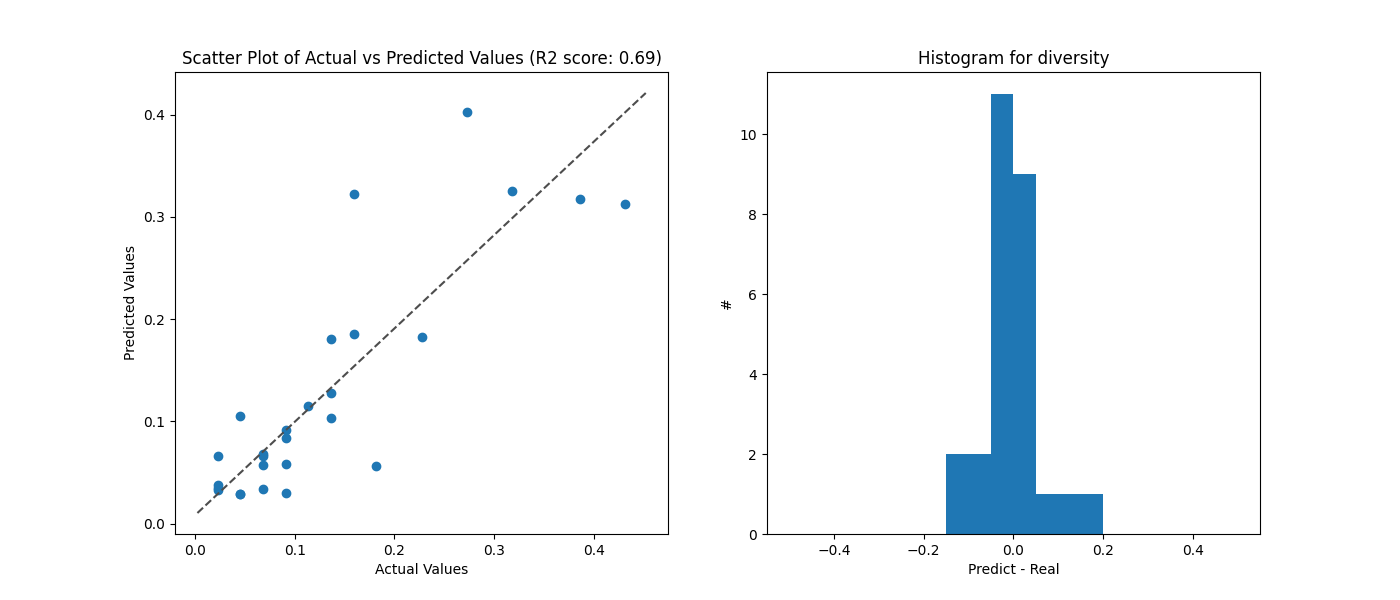 Scatter Plot of Actual vs Predicted Values (R2 score: 0.69)
0.4
0.3
0.2
0.1
0.0
Predicted Values
0.0 0.1 0.2 0.3 0.4
Actual Values
Histogram for diversity
10
8
6
4
2
0
#
−0.4 −0.2 0.0 0.2 0.4
Predict - Real